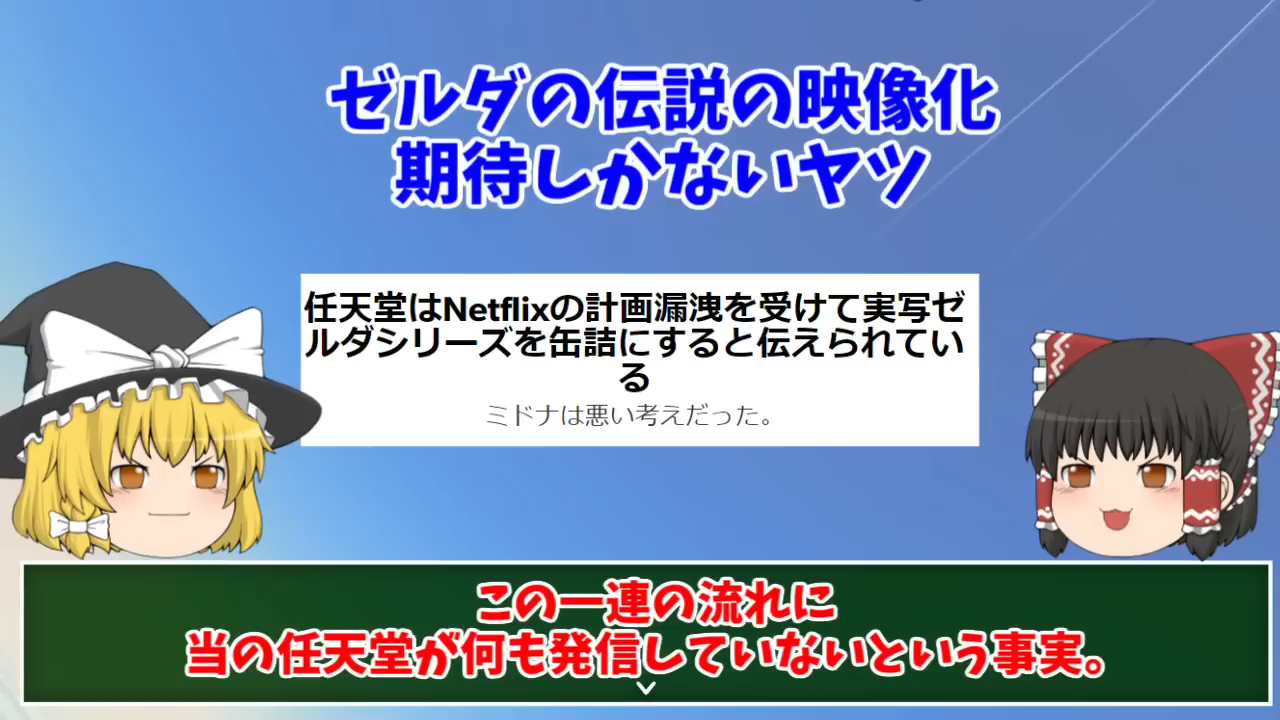 ゼルダの伝説の映像化
期待しかないヤツ
任天堂はNetflixの計画漏洩を受けて実写ゼ
ルダシリーズを缶詰にすると伝えられてい
る
ミドナは悪い考えだった。
この一連の流れに
当の任天堂が何も発信していないという事実。